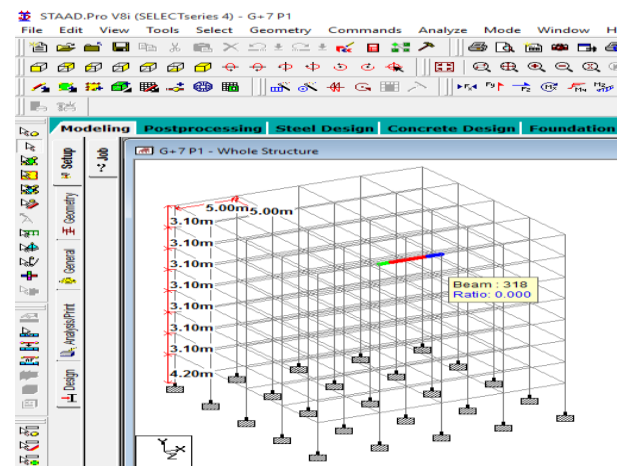 STAAD.Pro V8i (SELECTseries 4) - G+7 P1
File Edit View Tools Select Geometry Commands Analyze Mode Window H
Modeling Postprocessing Steel Design Concrete Design Foundation
Setup
Geometry
General
Analysis/Print
Design
Job
G+7 P1 - Whole Structure
5.00m
5.00m
3.10m
3.10m
3.10m
3.10m
3.10m
3.10m
3.10m
4.20m
Beam : 318
Ratio: 0.000
Y
X
Z